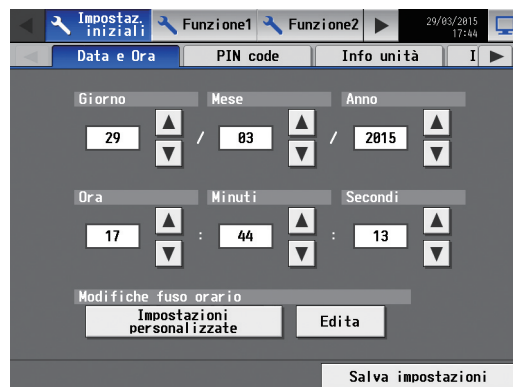 Impostaz. iniziali Funzione1 Funzione2 29/03/2015 17:44
Data e Ora PIN code Info unità I
Giorno Mese Anno
29 / 03 / 2015
Ora Minuti Secondi
17 : 44 : 13
Modifiche fuso orario
Impostazioni personalizzate Edita
Salva impostazioni